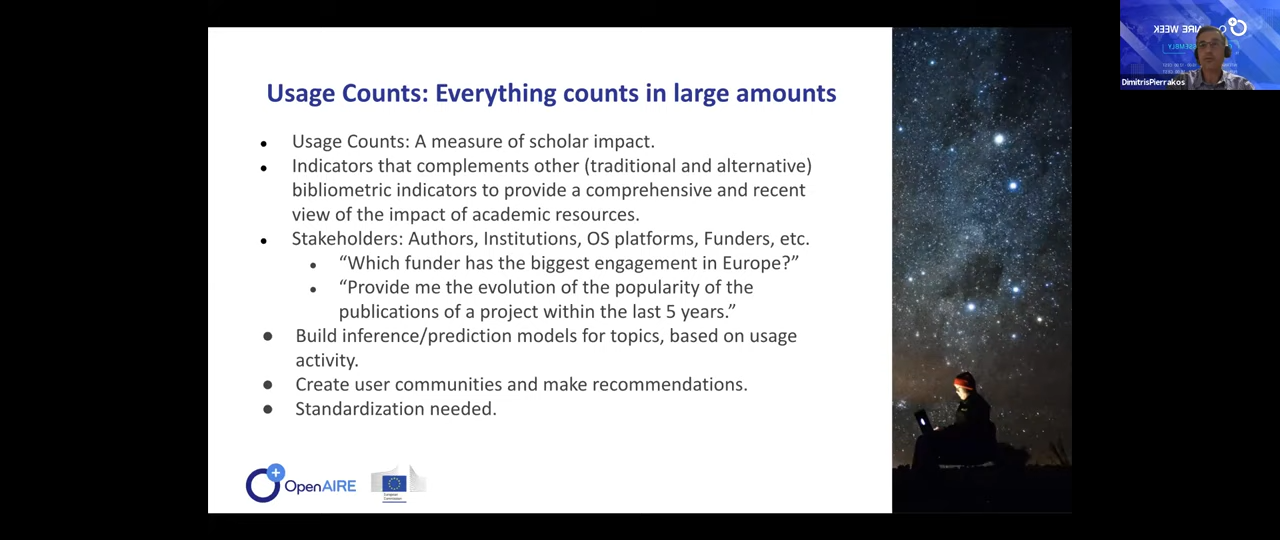 Usage Counts: Everything counts in large amounts
Usage Counts: A measure of scholar impact.
Indicators that complements other (traditional and alternative)
bibliometric indicators to provide a comprehensive and recent
view of the impact of academic resources.
Stakeholders: Authors, Institutions, OS platforms, Funders, etc.
“Which funder has the biggest engagement in Europe?”
“Provide me the evolution of the popularity of the
publications of a project within the last 5 years.”
Build inference/prediction models for topics, based on usage
activity.
Create user communities and make recommendations.
Standardization needed.
OpenAIRE
European
Commission
DimitrisPierrakos